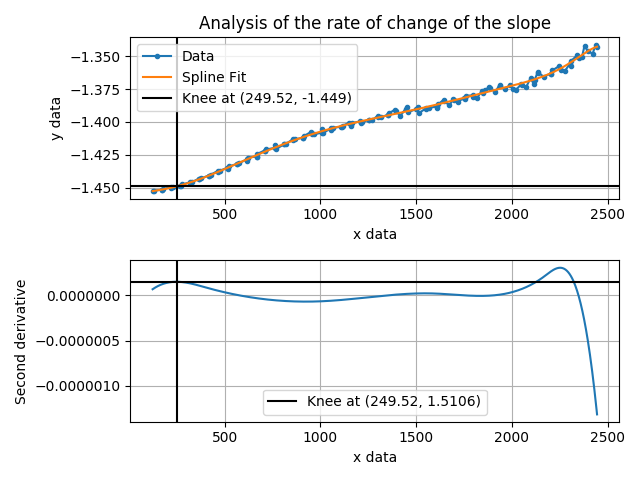 Analysis of the rate of change of the slope
Data
Spline Fit
Knee at (249.52, -1.449)
−1.350
−1.375
−1.400
−1.425
−1.450
y data
500
1000
1500
2000
2500
x data
0.0000000
−0.0000005
−0.0000010
Second derivative
Knee at (249.52, 1.5106)
500
1000
1500
2000
2500
x data